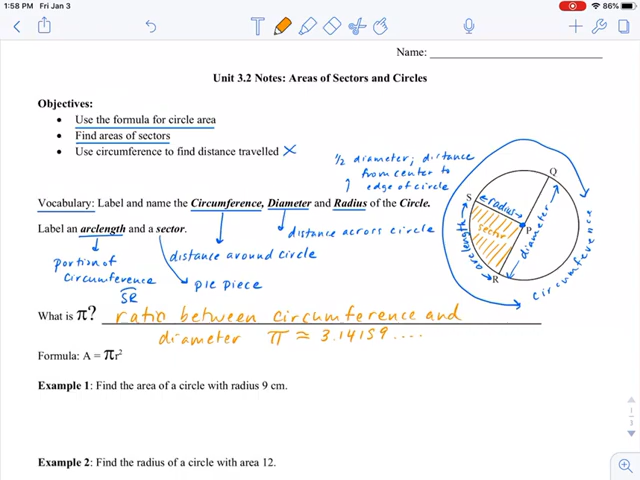 1:58 PM Fri Jan 3
86%
Name:
Unit 3.2 Notes: Areas of Sectors and Circles
Objectives:
• Use the formula for circle area
• Find areas of sectors
• Use circumference to find distance travelled X
1/2 diameter; distance
from center to
↑ edge of circle
Vocabulary: Label and name the Circumference, Diameter and Radius of the Circle.
Label an arclength and a sector.
distance across circle
distance around circle
portion of
circumference
SR
pie piece
Q
S
radius
P
sector
diameter
arc length
R
circumference
What is π? ratio between circumference and
diameter π ≃ 3.14159....
Formula: A = πr²
Example 1: Find the area of a circle with radius 9 cm.
1
3
Example 2: Find the radius of a circle with area 12.